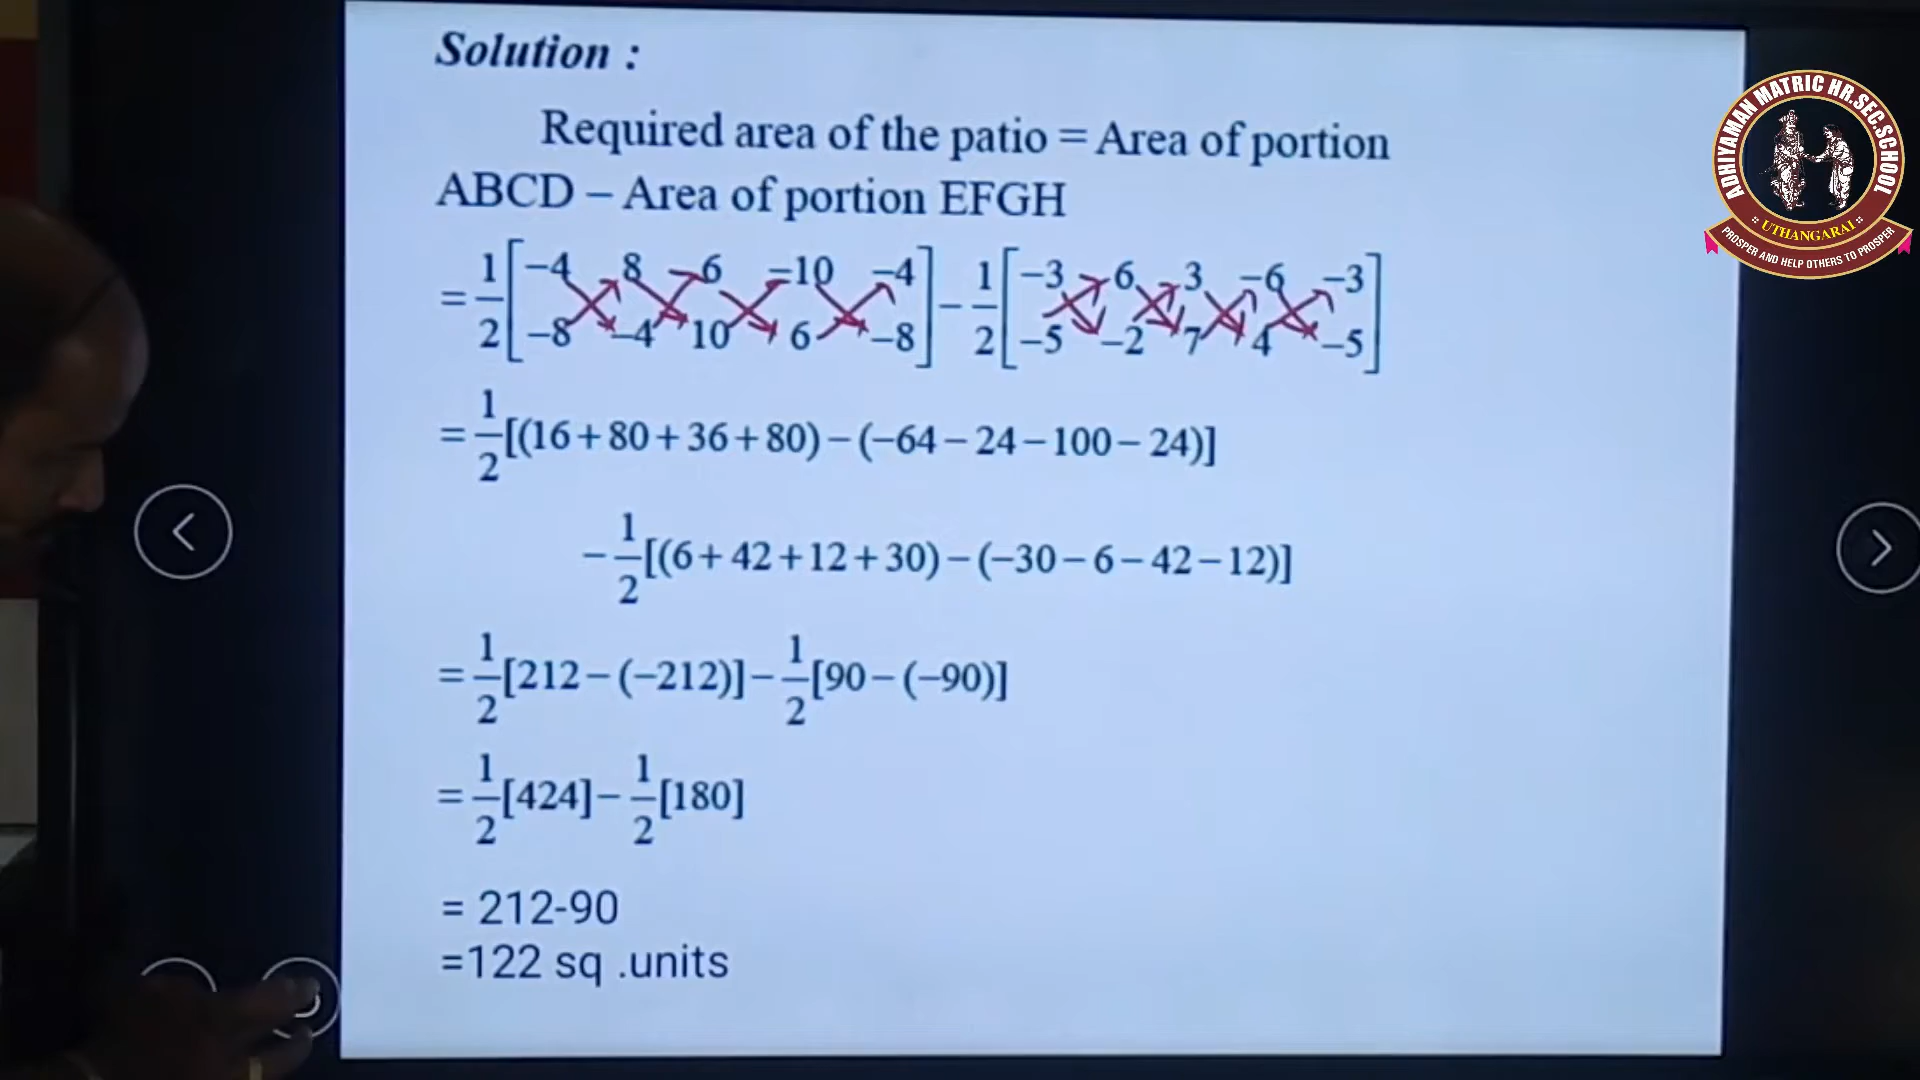 Solution :
Required area of the patio = Area of portion
ABCD – Area of portion EFGH
= 1/2 [ −4 8 6 −10 −4 ] − 1/2 [ −3 6 3 −6 −3 ]
−8 −4 10 6 −8 −5 −2 7 4 −5
= 1/2 [(16+80+36+80)−(−64−24−100−24)]
− 1/2 [(6+42+12+30)−(−30−6−42−12)]
= 1/2 [212−(−212)] − 1/2 [90−(−90)]
= 1/2 [424] − 1/2 [180]
= 212-90
=122 sq .units
ADHIYAMAN MATRIC HR.SEC.SCHOOL
:: UTHANGARAI ::
PROSPER AND HELP OTHERS TO PROSPER